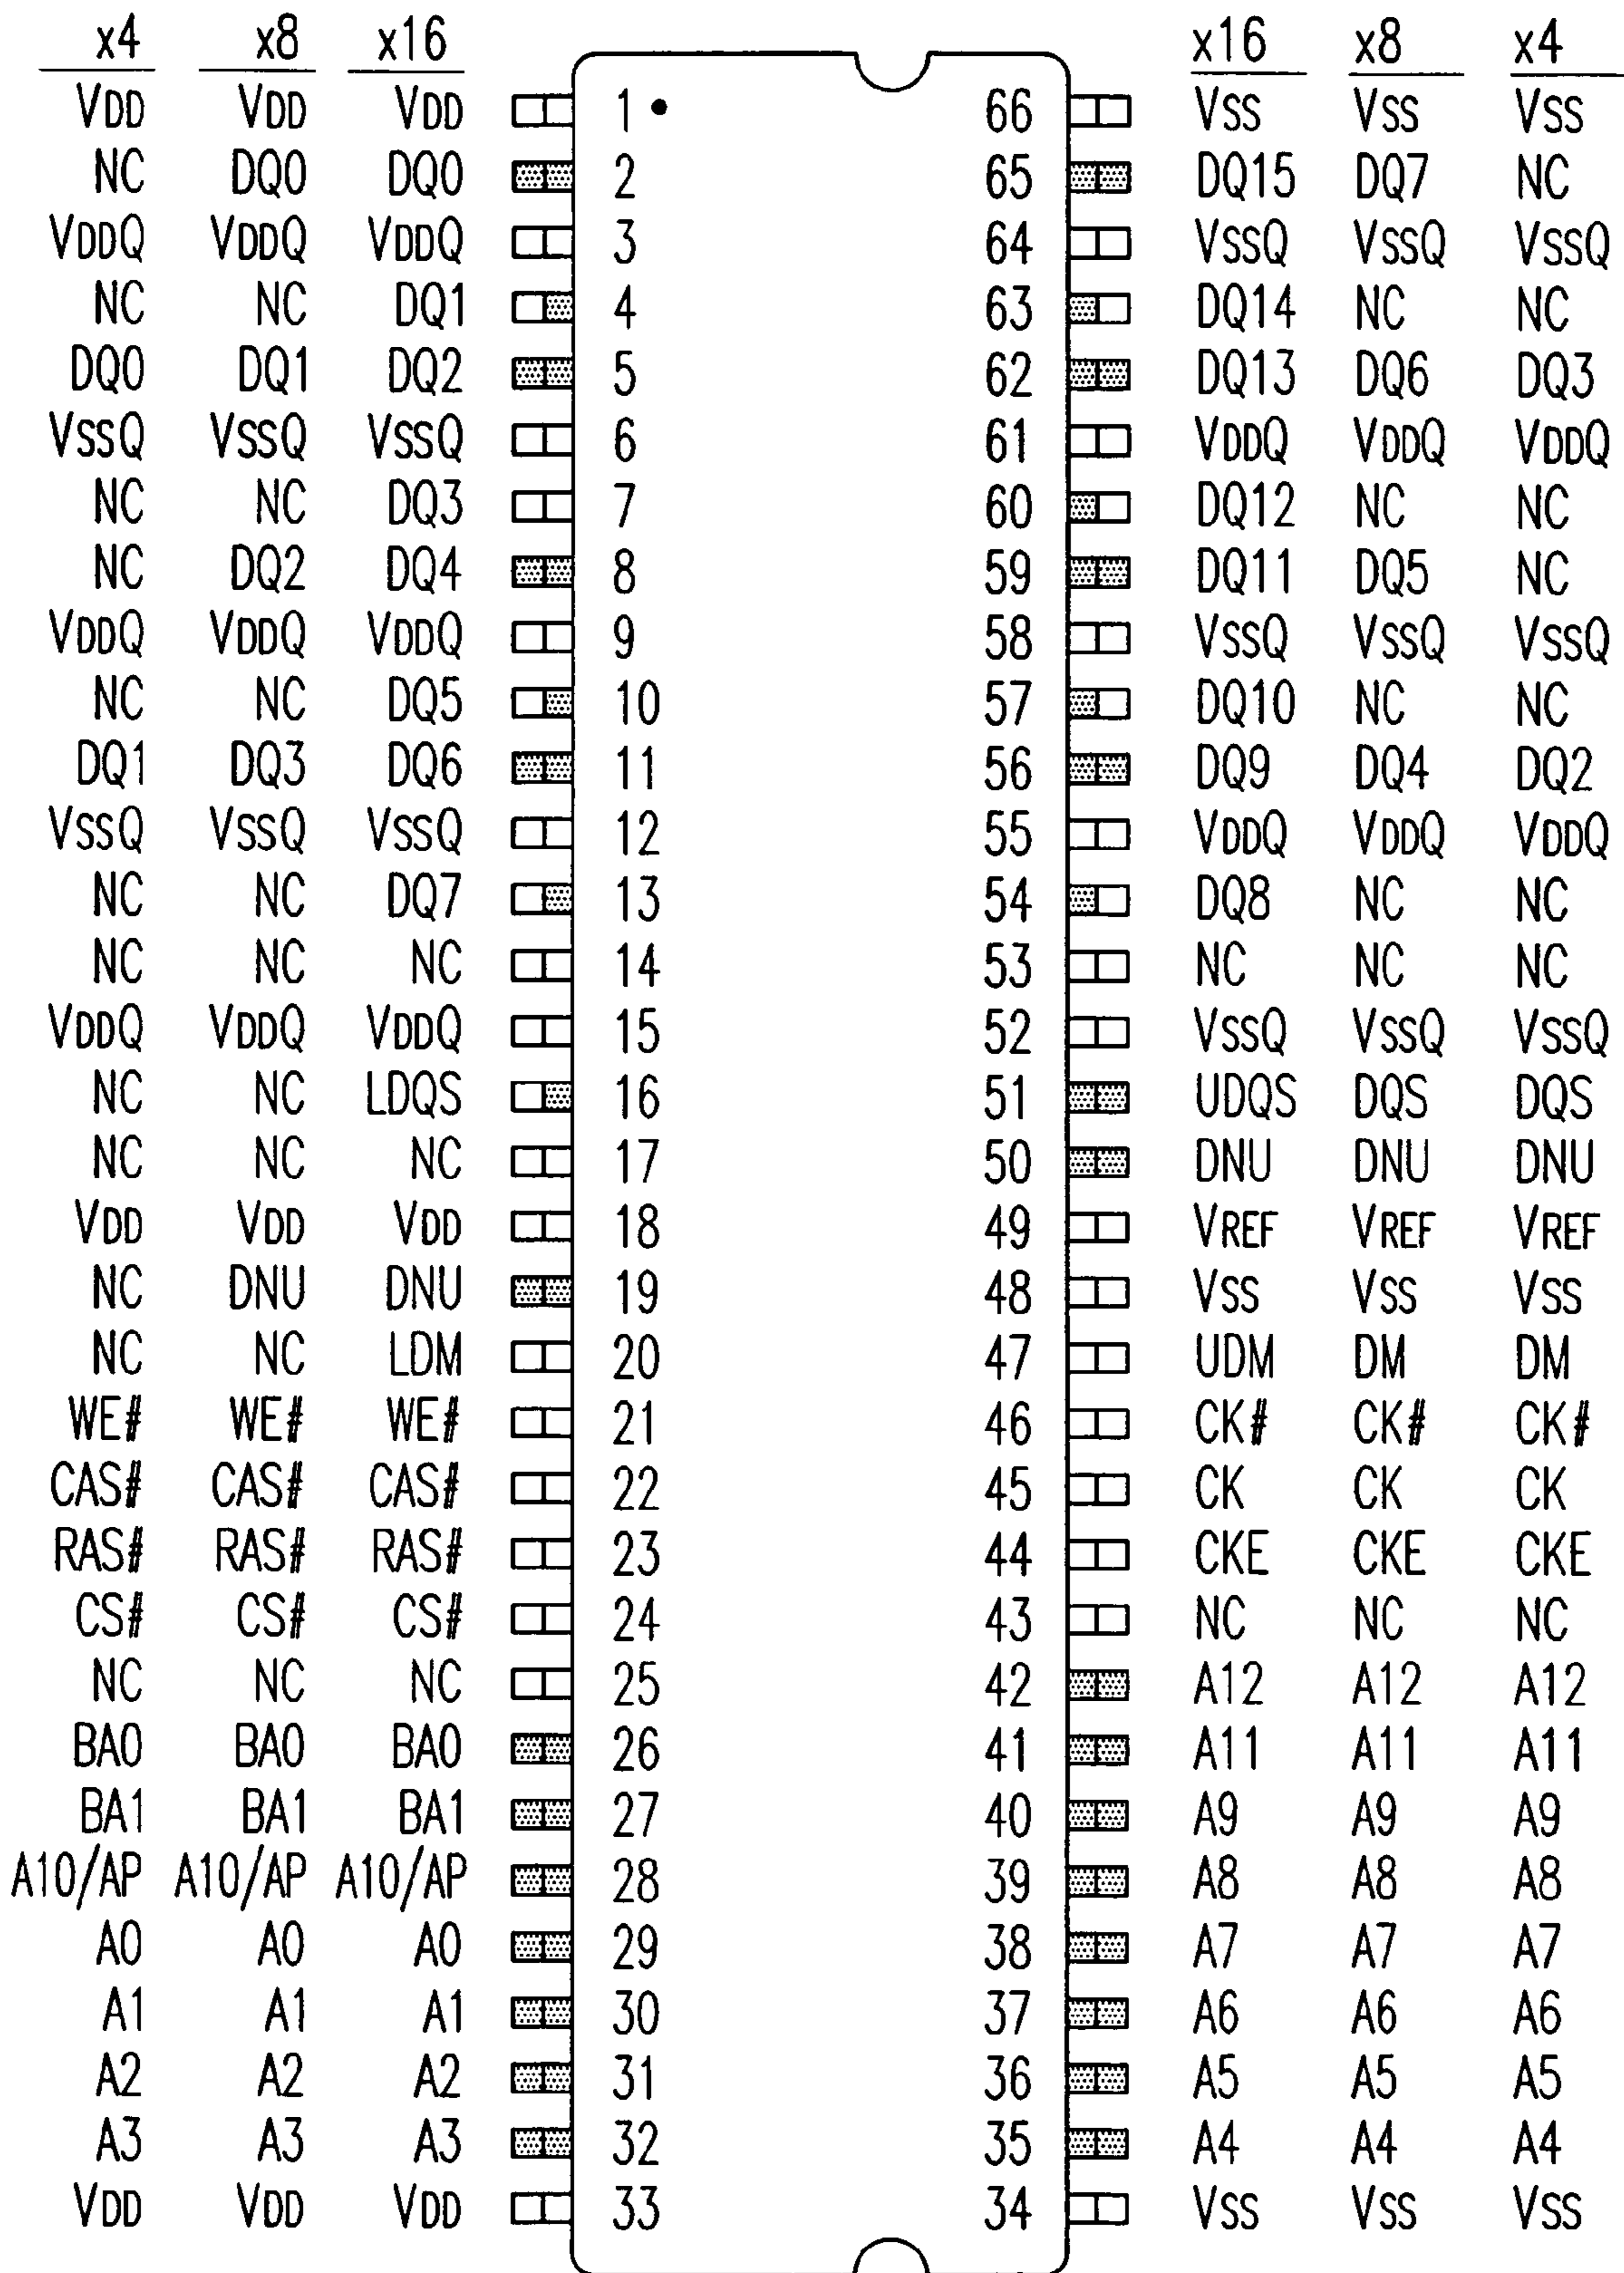 x4 x8 x16 x16 x8 x4
VDD VDD VDD 1 66 VSS VSS VSS
NC DQ0 DQ0 2 65 DQ15 DQ7 NC
VDDQ VDDQ VDDQ 3 64 VSSQ VSSQ VSSQ
NC NC DQ1 4 63 DQ14 NC NC
DQ0 DQ1 DQ2 5 62 DQ13 DQ6 DQ3
VSSQ VSSQ VSSQ 6 61 VDDQ VDDQ VDDQ
NC NC DQ3 7 60 DQ12 NC NC
NC DQ2 DQ4 8 59 DQ11 DQ5 NC
VDDQ VDDQ VDDQ 9 58 VSSQ VSSQ VSSQ
NC NC DQ5 10 57 DQ10 NC NC
DQ1 DQ3 DQ6 11 56 DQ9 DQ4 DQ2
VSSQ VSSQ VSSQ 12 55 VDDQ VDDQ VDDQ
NC NC DQ7 13 54 DQ8 NC NC
NC NC NC 14 53 NC NC NC
VDDQ VDDQ VDDQ 15 52 VSSQ VSSQ VSSQ
NC NC LDQS 16 51 UDQS DQS DQS
NC NC NC 17 50 DNU DNU DNU
VDD VDD VDD 18 49 VREF VREF VREF
NC DNU DNU 19 48 VSS VSS VSS
NC NC LDM 20 47 UDM DM DM
WE# WE# WE# 21 46 CK# CK# CK#
CAS# CAS# CAS# 22 45 CK CK CK
RAS# RAS# RAS# 23 44 CKE CKE CKE
CS# CS# CS# 24 43 NC NC NC
NC NC NC 25 42 A12 A12 A12
BA0 BA0 BA0 26 41 A11 A11 A11
BA1 BA1 BA1 27 40 A9 A9 A9
A10/AP A10/AP A10/AP 28 39 A8 A8 A8
A0 A0 A0 29 38 A7 A7 A7
A1 A1 A1 30 37 A6 A6 A6
A2 A2 A2 31 36 A5 A5 A5
A3 A3 A3 32 35 A4 A4 A4
VDD VDD VDD 33 34 VSS VSS VSS